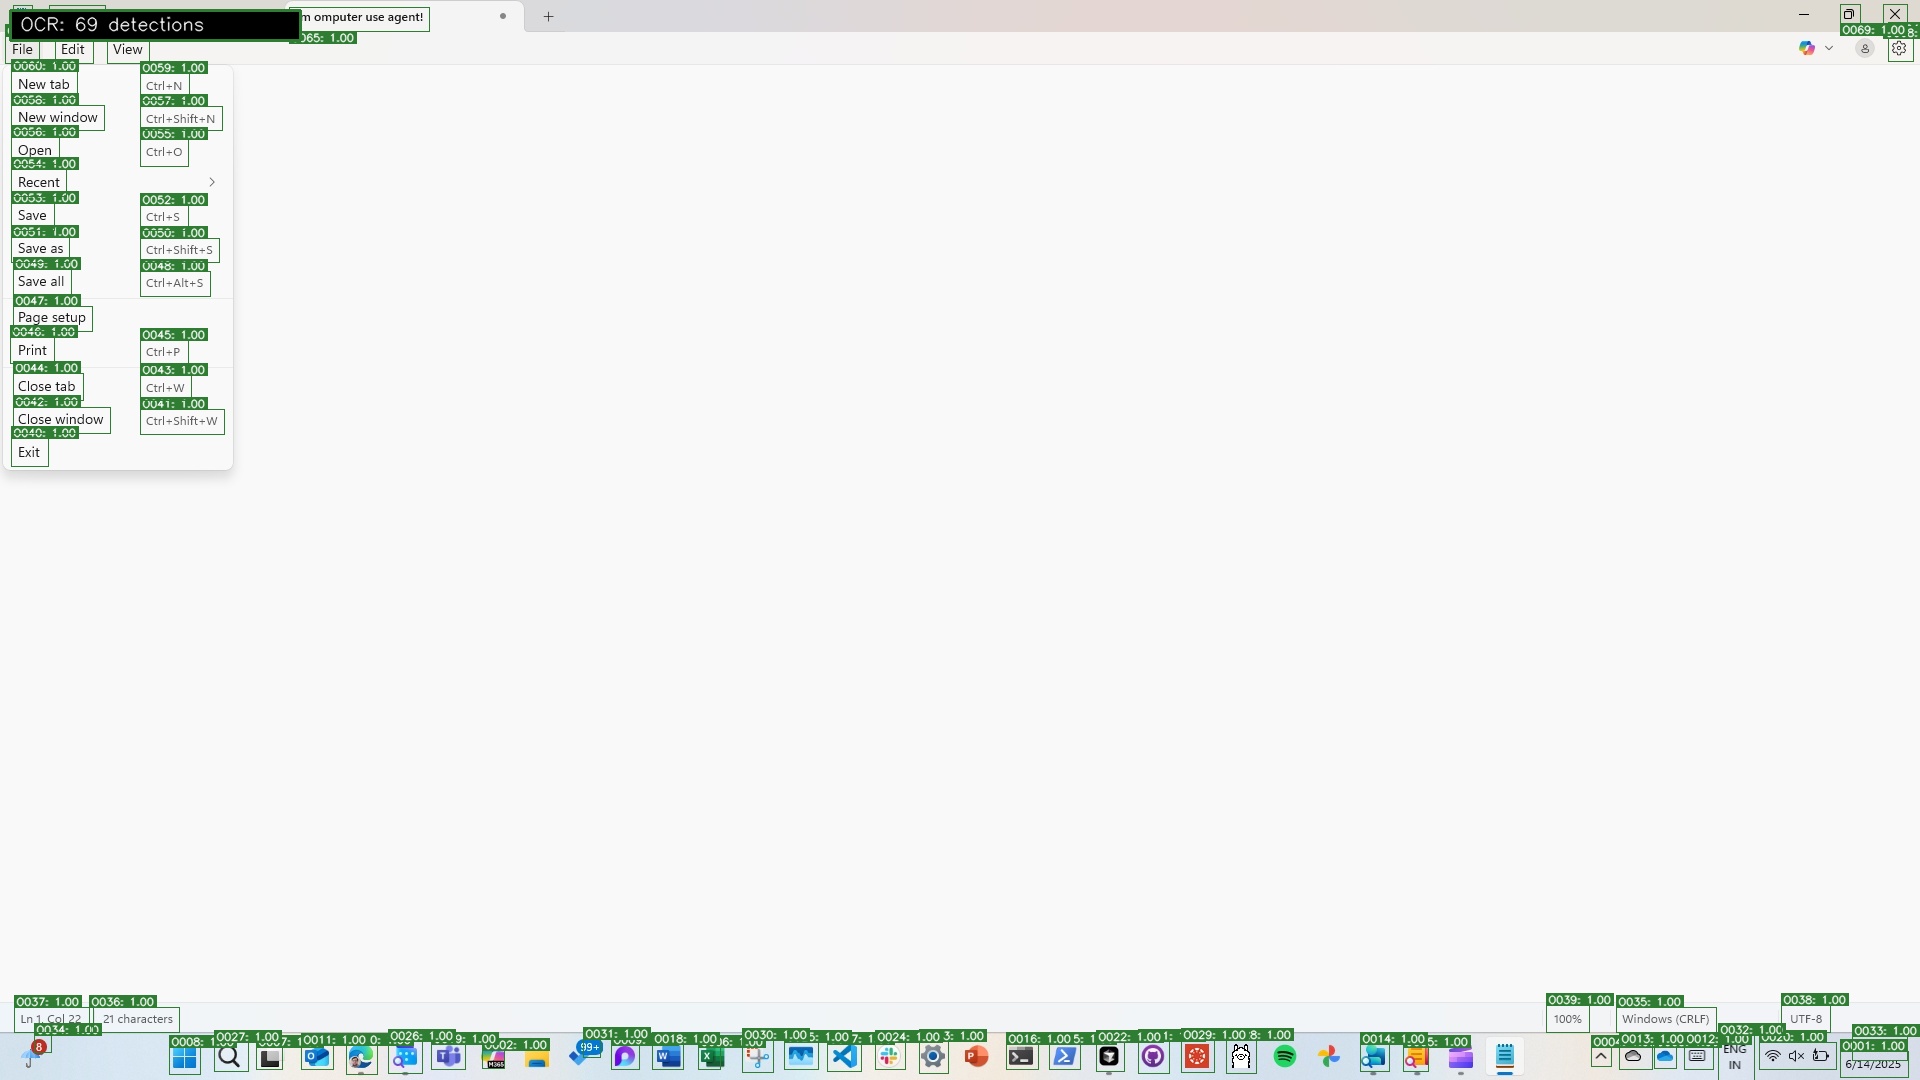 OCR: 69 detections
m omputer use agent!
0065: 1.00
0069: 1.00
File Edit View
0060: 1.00 0059: 1.00
New tab Ctrl+N
0058: 1.00 0057: 1.00
New window Ctrl+Shift+N
0056: 1.00 0055: 1.00
Open Ctrl+O
0054: 1.00
Recent
0053: 1.00 0052: 1.00
Save Ctrl+S
0051: 1.00 0050: 1.00
Save as Ctrl+Shift+S
0049: 1.00 0048: 1.00
Save all Ctrl+Alt+S
0047: 1.00
Page setup
0046: 1.00 0045: 1.00
Print Ctrl+P
0044: 1.00 0043: 1.00
Close tab Ctrl+W
0042: 1.00 0041: 1.00
Close window Ctrl+Shift+W
0040: 1.00
Exit
0037: 1.00 0036: 1.00 0039: 1.00 0035: 1.00 0038: 1.00
Ln 1, Col 22 21 characters 100% Windows (CRLF) UTF-8
0034: 1.00 0008: 0027: 1.00 0011: 1.00 0026: 1.00 002: 1.00 0031: 1.00 0018: 1.00 0030: 1.00 0024: 1.00 0016: 1.00 0022: 1.00 0029: 1.00 0014: 1.00 0013: 1.00 0012: 1.00 0032: 1.00 0033: 1.00
0001: 1.00
8 99+ M365 ENG
IN
6/14/2025